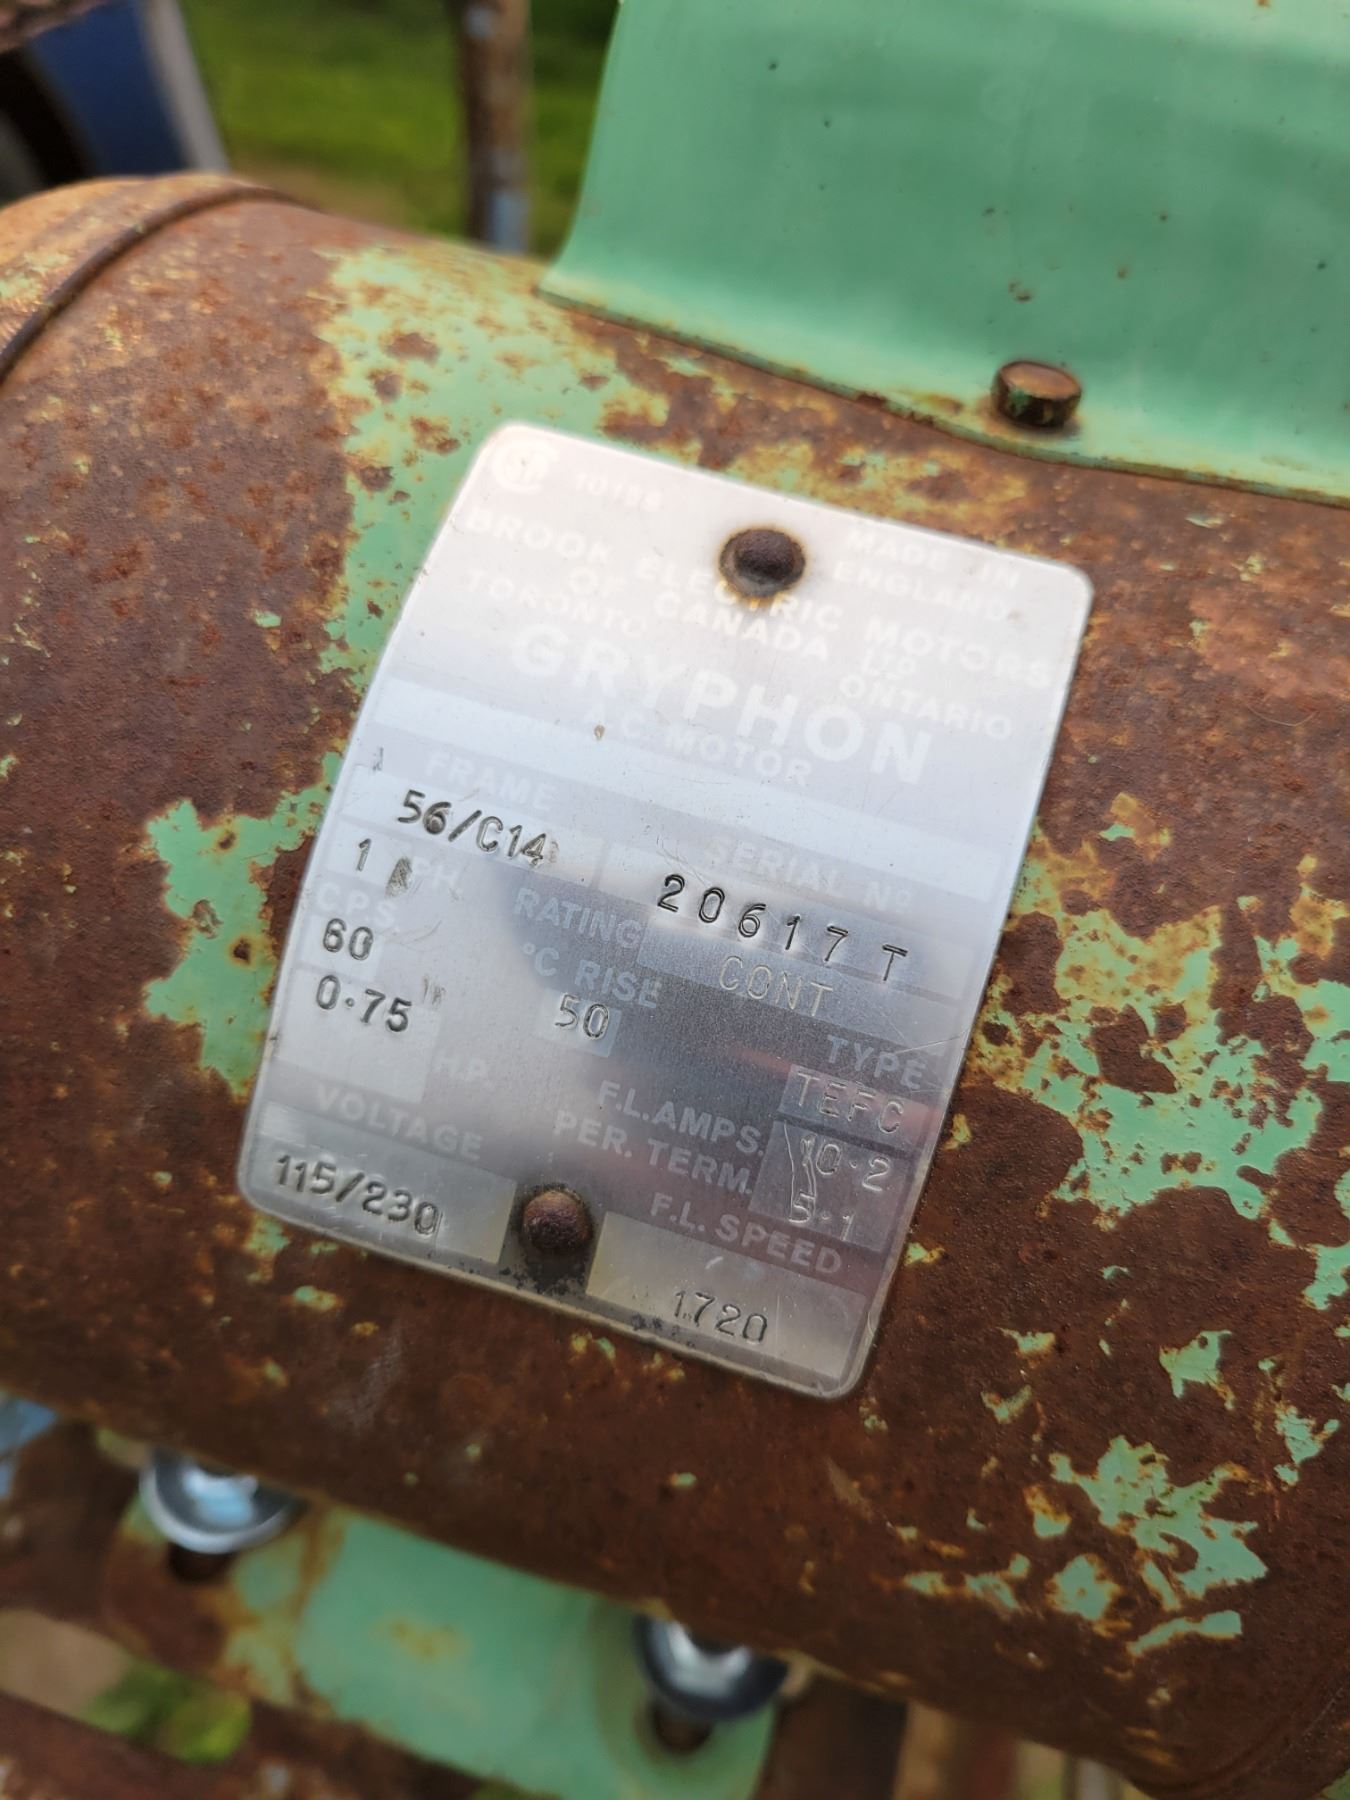 MADE IN
ENGLAND
BROOK ELECTRIC MOTORS
OF CANADA LTD
TORONTO ONTARIO
GRYPHON
A.C. MOTOR
FRAME
56/C14
SERIAL Nº
20617 T
1 PH.
RATING
CONT
C.P.S.
60
°C RISE
50
0.75
H.P.
TYPE
TEFC
F.L.AMPS.
PER. TERM.
10.2
5.1
VOLTAGE
115/230
F.L. SPEED
1720